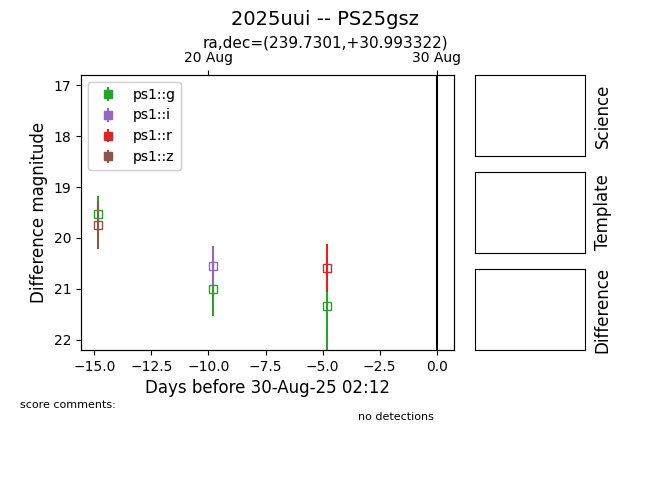 2025uui -- PS25gsz
ra,dec=(239.7301,+30.993322)
20 Aug
30 Aug
ps1::g
ps1::i
ps1::r
ps1::z
17
18
19
20
21
22
Difference magnitude
−15.0
−12.5
−10.0
−7.5
−5.0
−2.5
0.0
Days before 30-Aug-25 02:12
Science
Template
Difference
score comments:
no detections